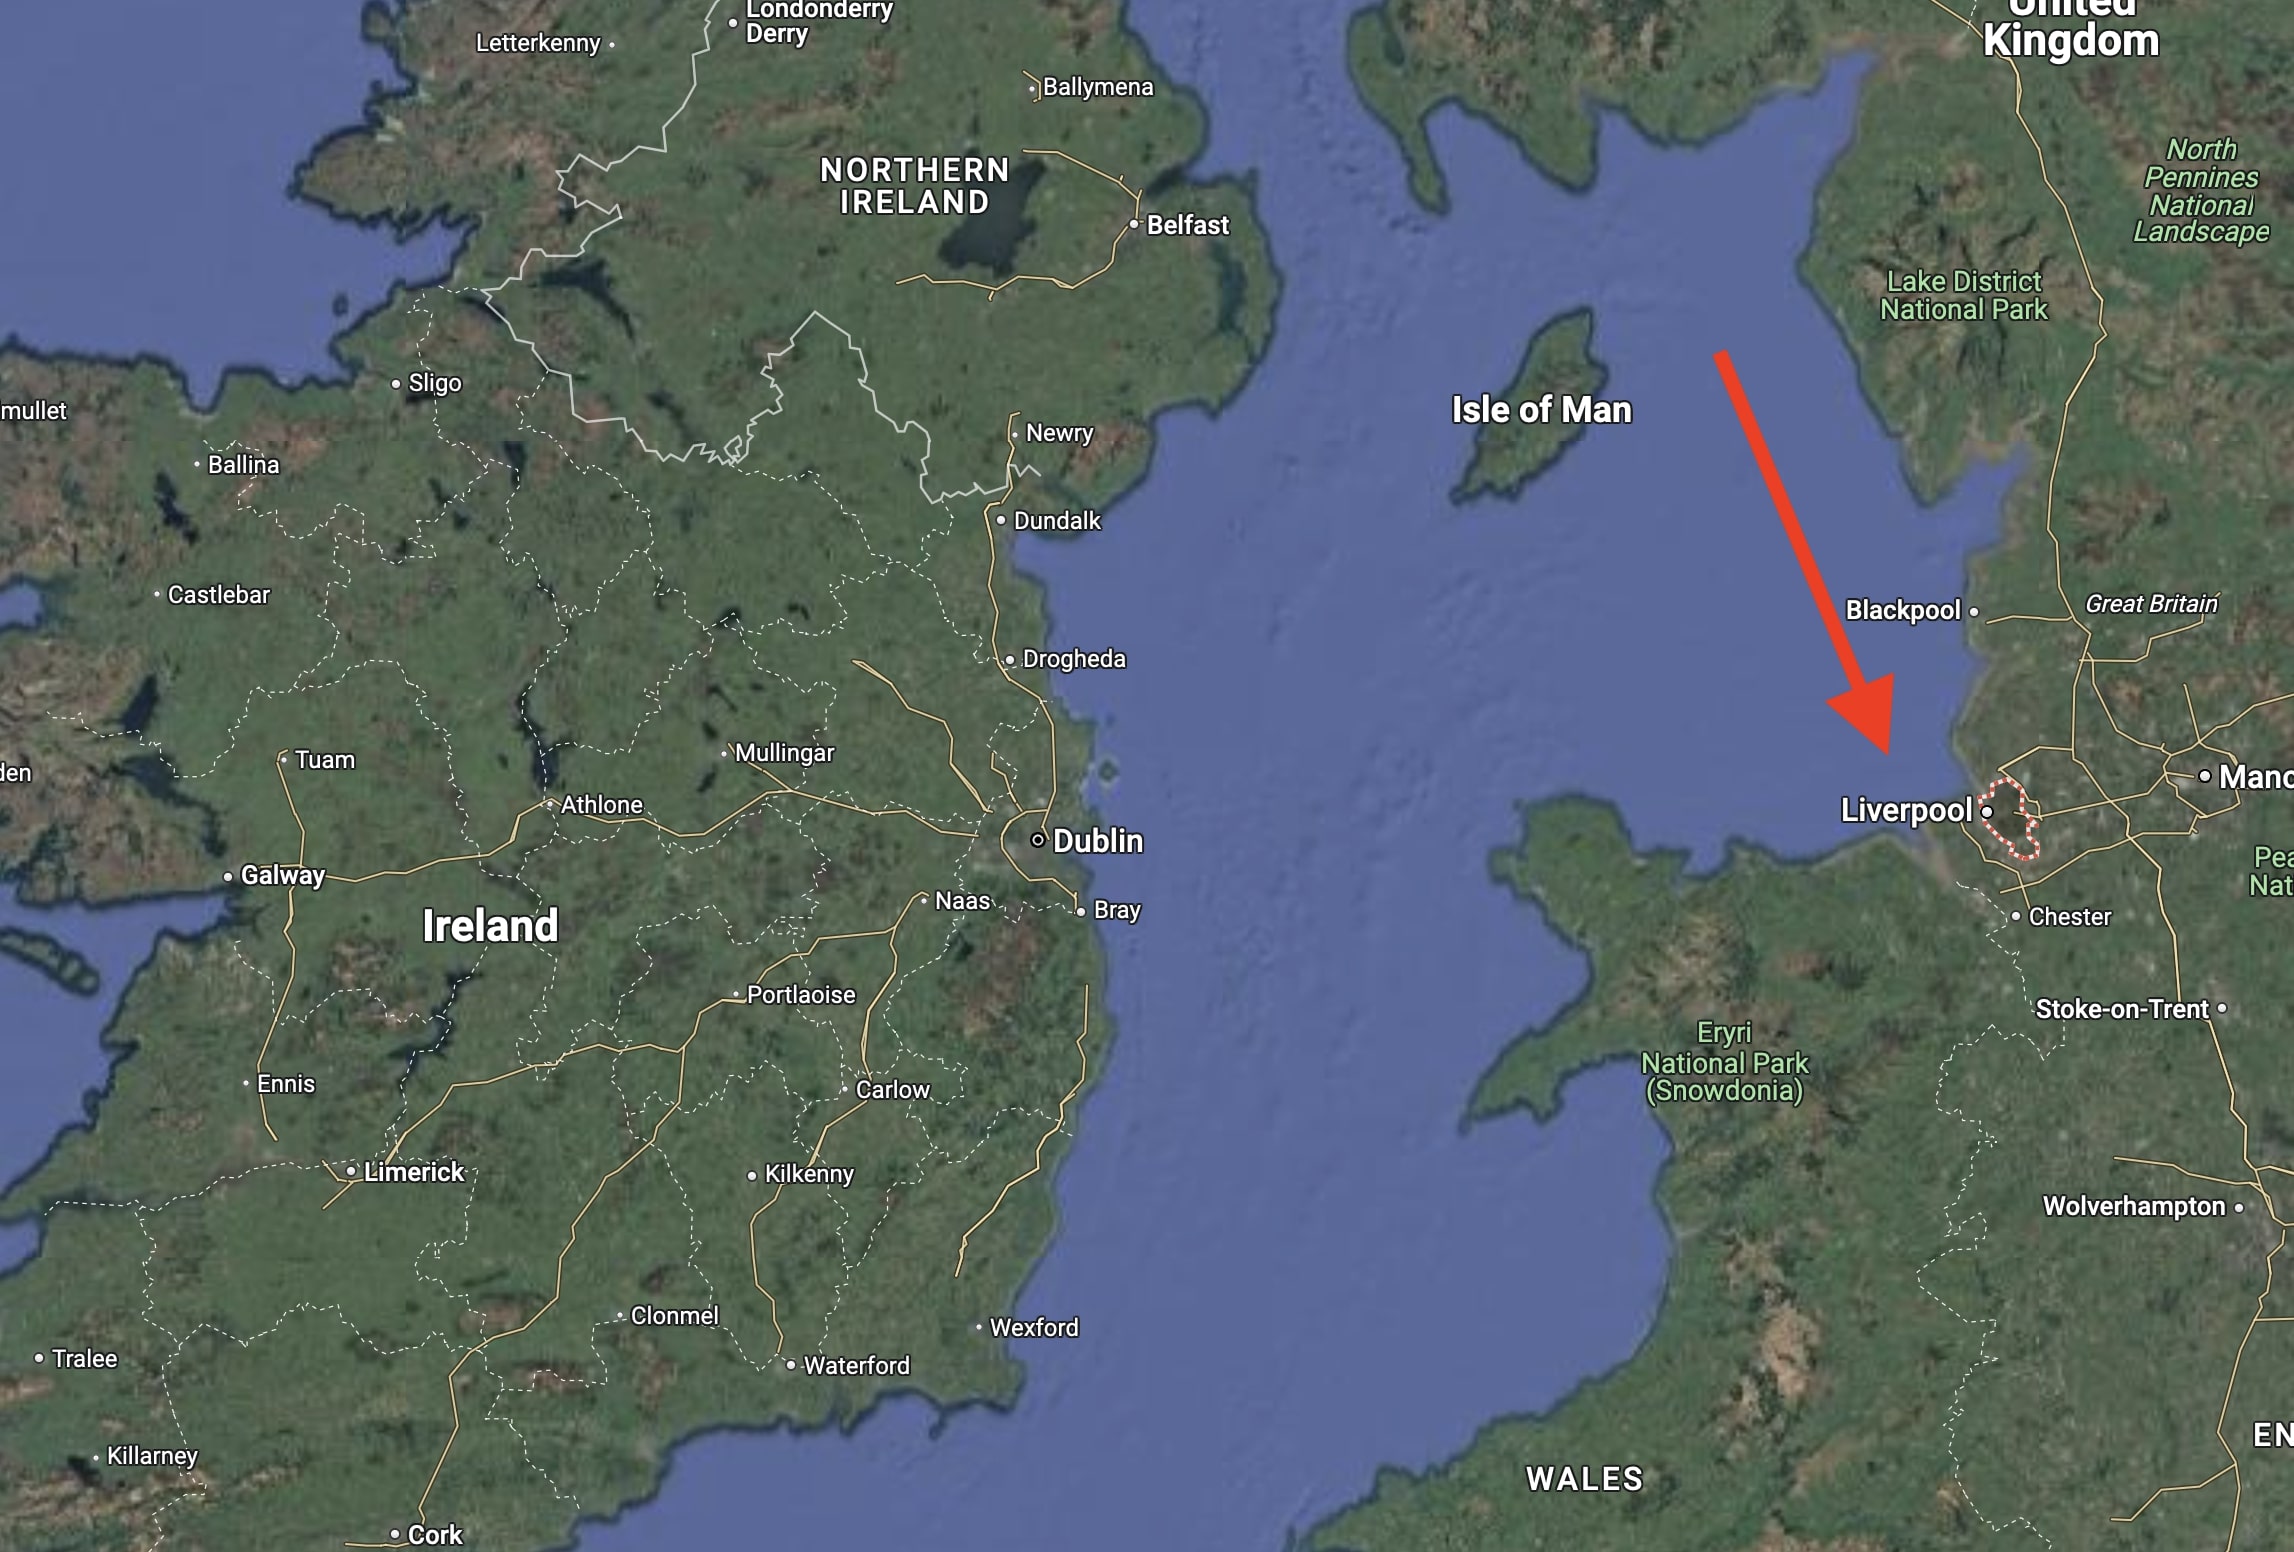 Londonderry
Derry
United
Kingdom
Letterkenny
Ballymena
North
Pennines
National
Landscape
NORTHERN
IRELAND
Belfast
Lake District
National Park
Sligo
mullet
Isle of Man
Newry
Ballina
Dundalk
Castlebar
Blackpool
Great Britain
Drogheda
Tuam
Mullingar
den
Manc
Athlone
Liverpool
Dublin
Pea
Nat
Galway
Naas
Bray
Chester
Ireland
Portlaoise
Stoke-on-Trent
Eryri
National Park
(Snowdonia)
Ennis
Carlow
Limerick
Kilkenny
Wolverhampton
Clonmel
Wexford
Tralee
Waterford
Killarney
EN
WALES
Cork